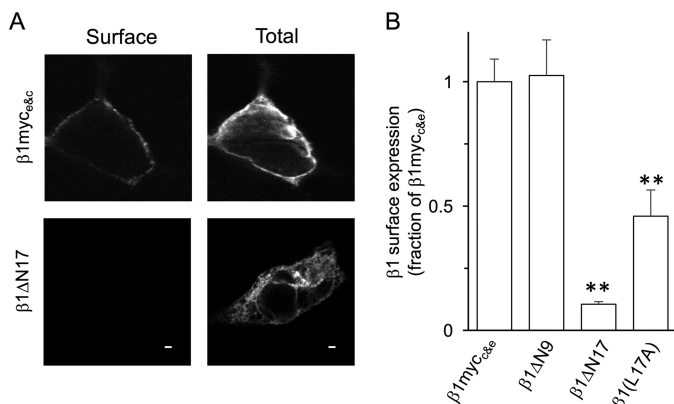 A
Surface
Total
β1myce&c
β1ΔN17
B
β1 surface expression
(fraction of β1mycc&e)
1
0.5
0
**
**
β1mycc&e
β1ΔN9
β1ΔN17
β1(L17A)